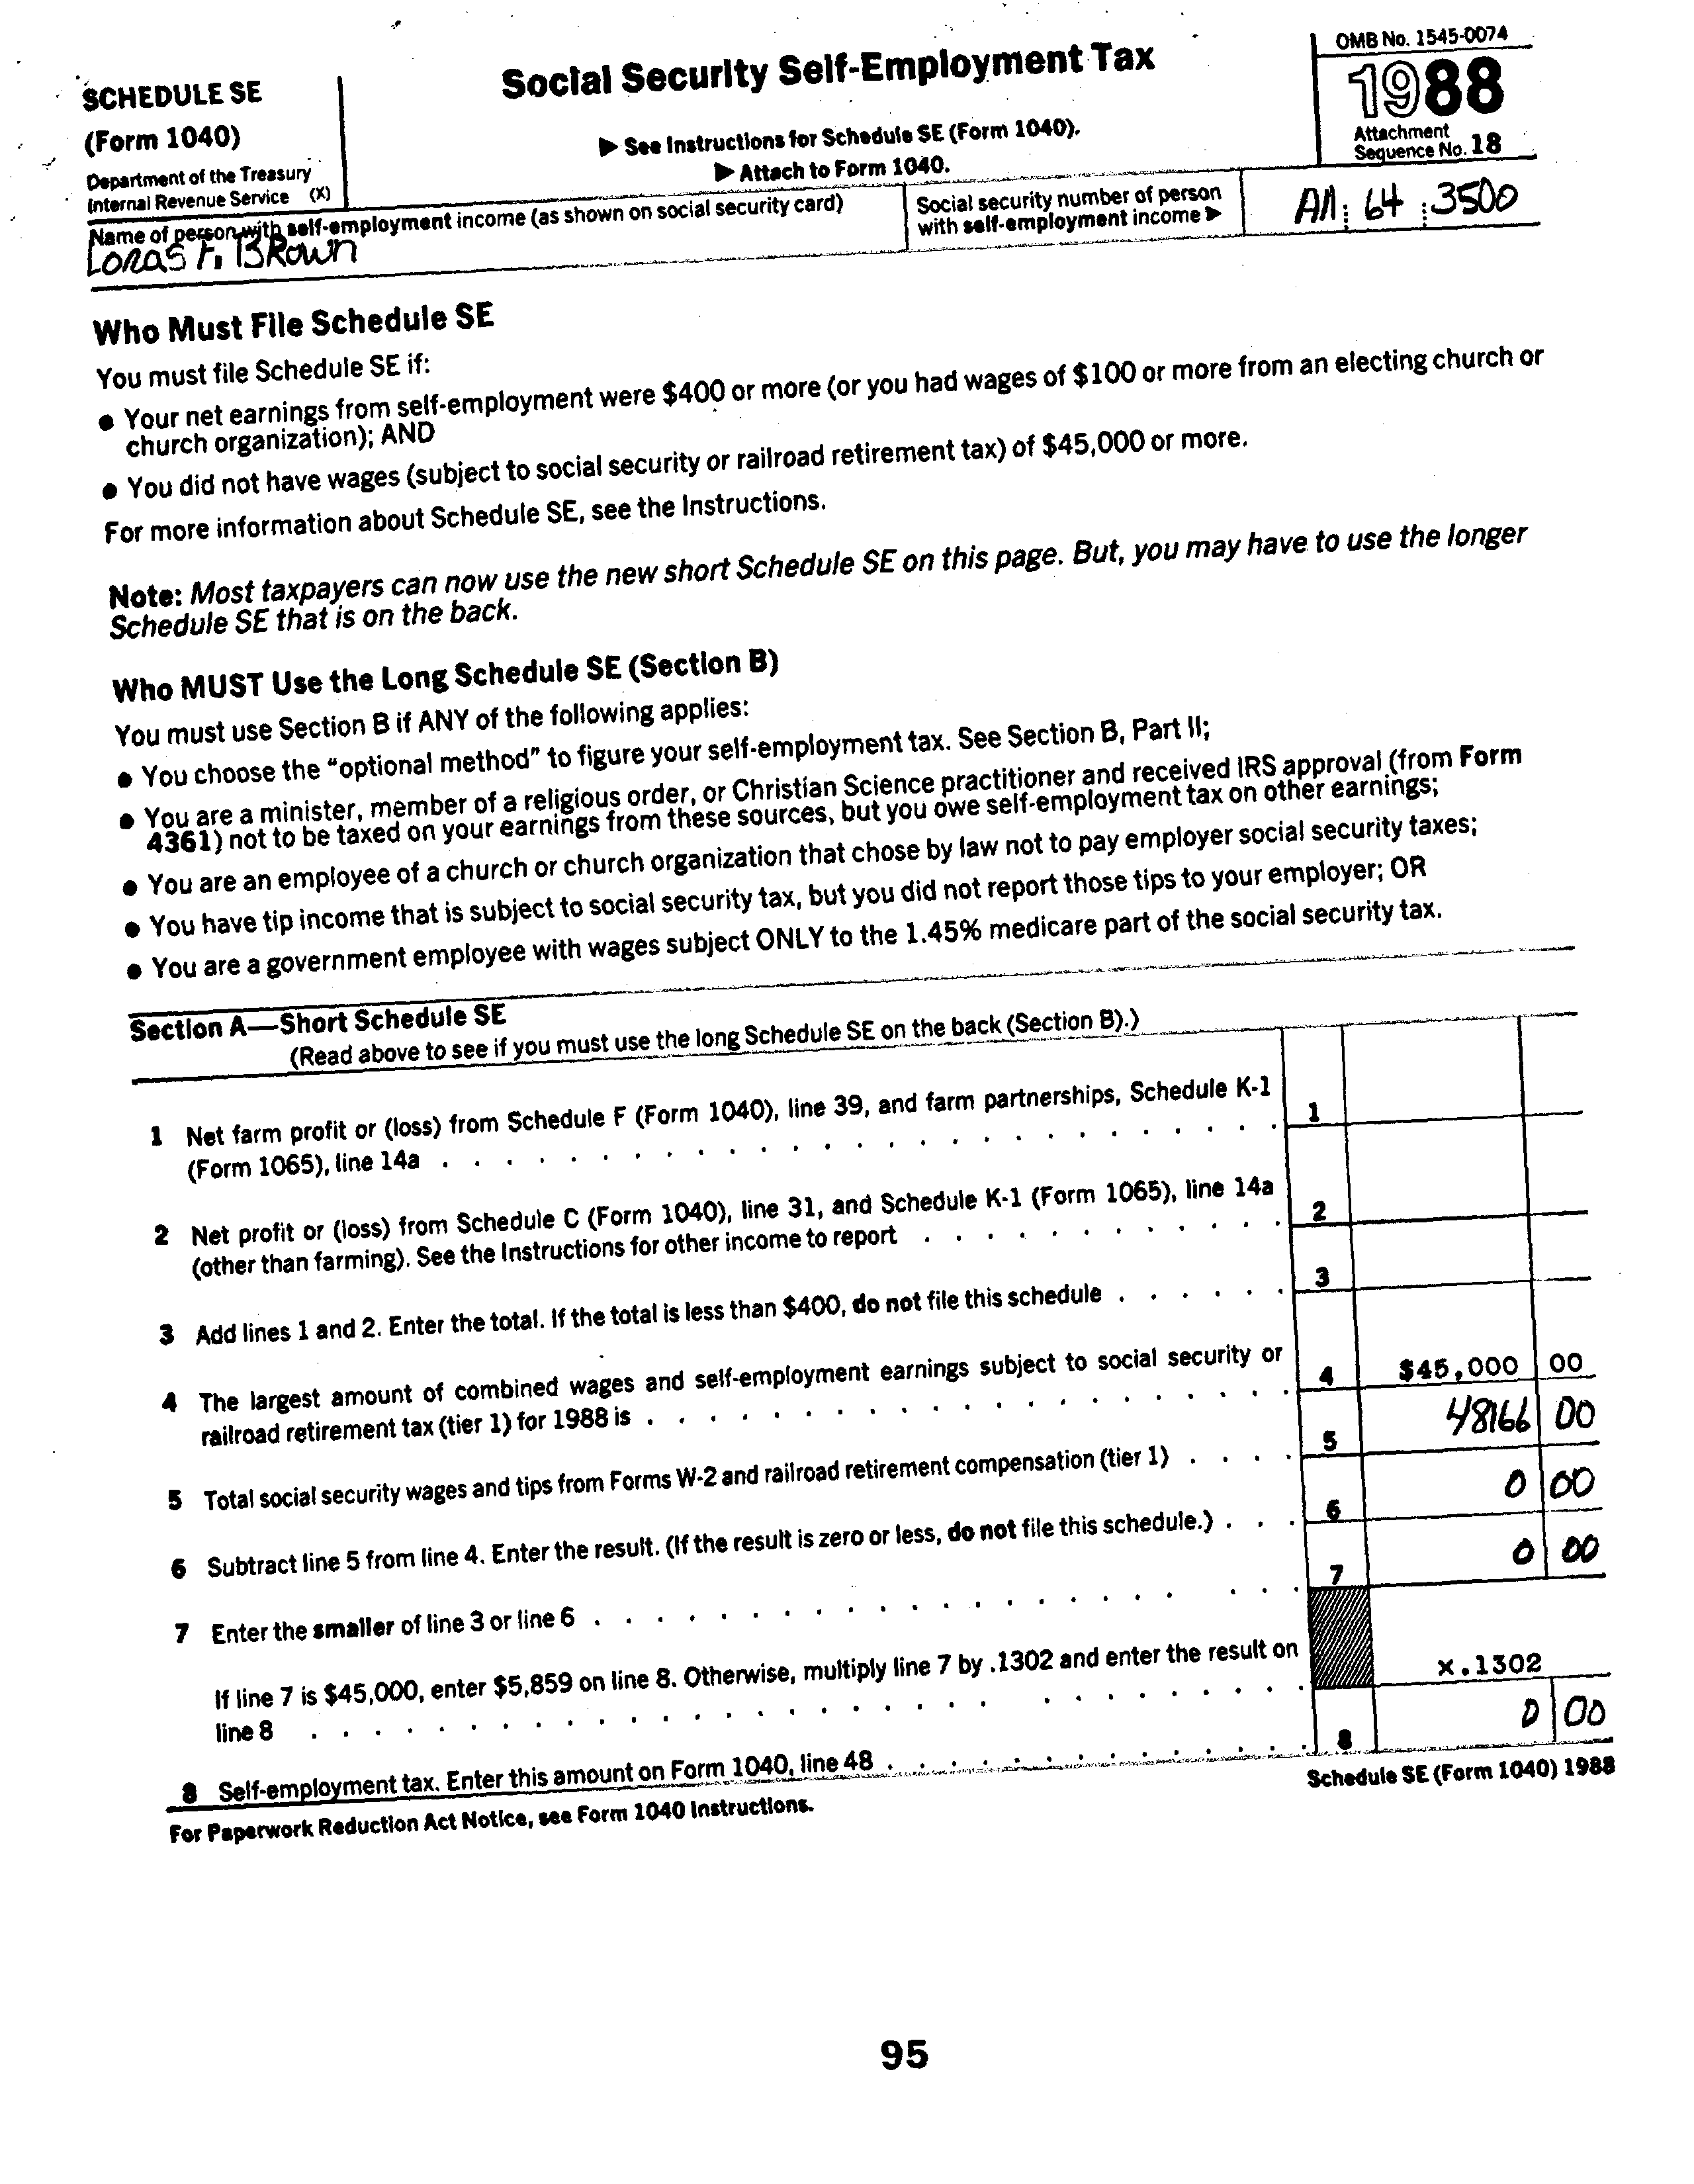 SCHEDULE SE
(Form 1040)
Department of the Treasury
Internal Revenue Service (X)
Social Security Self-Employment Tax
▶ See Instructions for Schedule SE (Form 1040).
▶ Attach to Form 1040.
OMB No. 1545-0074
1988
Attachment
Sequence No. 18
Name of person with self-employment income (as shown on social security card)
Loras F. Brown
Social security number of person
with self-employment income ▶
AM 64 3500
Who Must File Schedule SE
You must file Schedule SE if:
● Your net earnings from self-employment were $400 or more (or you had wages of $100 or more from an electing church or
church organization); AND
● You did not have wages (subject to social security or railroad retirement tax) of $45,000 or more.
For more information about Schedule SE, see the Instructions.
Note: Most taxpayers can now use the new short Schedule SE on this page. But, you may have to use the longer
Schedule SE that is on the back.
Who MUST Use the Long Schedule SE (Section B)
You must use Section B if ANY of the following applies:
● You choose the “optional method” to figure your self-employment tax. See Section B, Part II;
● You are a minister, member of a religious order, or Christian Science practitioner and received IRS approval (from Form
4361) not to be taxed on your earnings from these sources, but you owe self-employment tax on other earnings;
● You are an employee of a church or church organization that chose by law not to pay employer social security taxes;
● You have tip income that is subject to social security tax, but you did not report those tips to your employer; OR
● You are a government employee with wages subject ONLY to the 1.45% medicare part of the social security tax.
Section A—Short Schedule SE
(Read above to see if you must use the long Schedule SE on the back (Section B).)
1 Net farm profit or (loss) from Schedule F (Form 1040), line 39, and farm partnerships, Schedule K-1
(Form 1065), line 14a . . . . 1
2 Net profit or (loss) from Schedule C (Form 1040), line 31, and Schedule K-1 (Form 1065), line 14a
(other than farming). See the Instructions for other income to report . . . . 2
3 Add lines 1 and 2. Enter the total. If the total is less than $400, do not file this schedule . . . . 3
4 The largest amount of combined wages and self-employment earnings subject to social security or
railroad retirement tax (tier 1) for 1988 is . . . . 4 $45,000 00
5 Total social security wages and tips from Forms W-2 and railroad retirement compensation (tier 1) . . . . 5 48166 00
6 Subtract line 5 from line 4. Enter the result. (If the result is zero or less, do not file this schedule.) . . . 6 0 00
7 Enter the smaller of line 3 or line 6 . . . . 7 0 00
If line 7 is $45,000, enter $5,859 on line 8. Otherwise, multiply line 7 by .1302 and enter the result on
line 8 . . . . x.1302
8 Self-employment tax. Enter this amount on Form 1040, line 48 . . . . 8 0 00
For Paperwork Reduction Act Notice, see Form 1040 Instructions.
Schedule SE (Form 1040) 1988
95